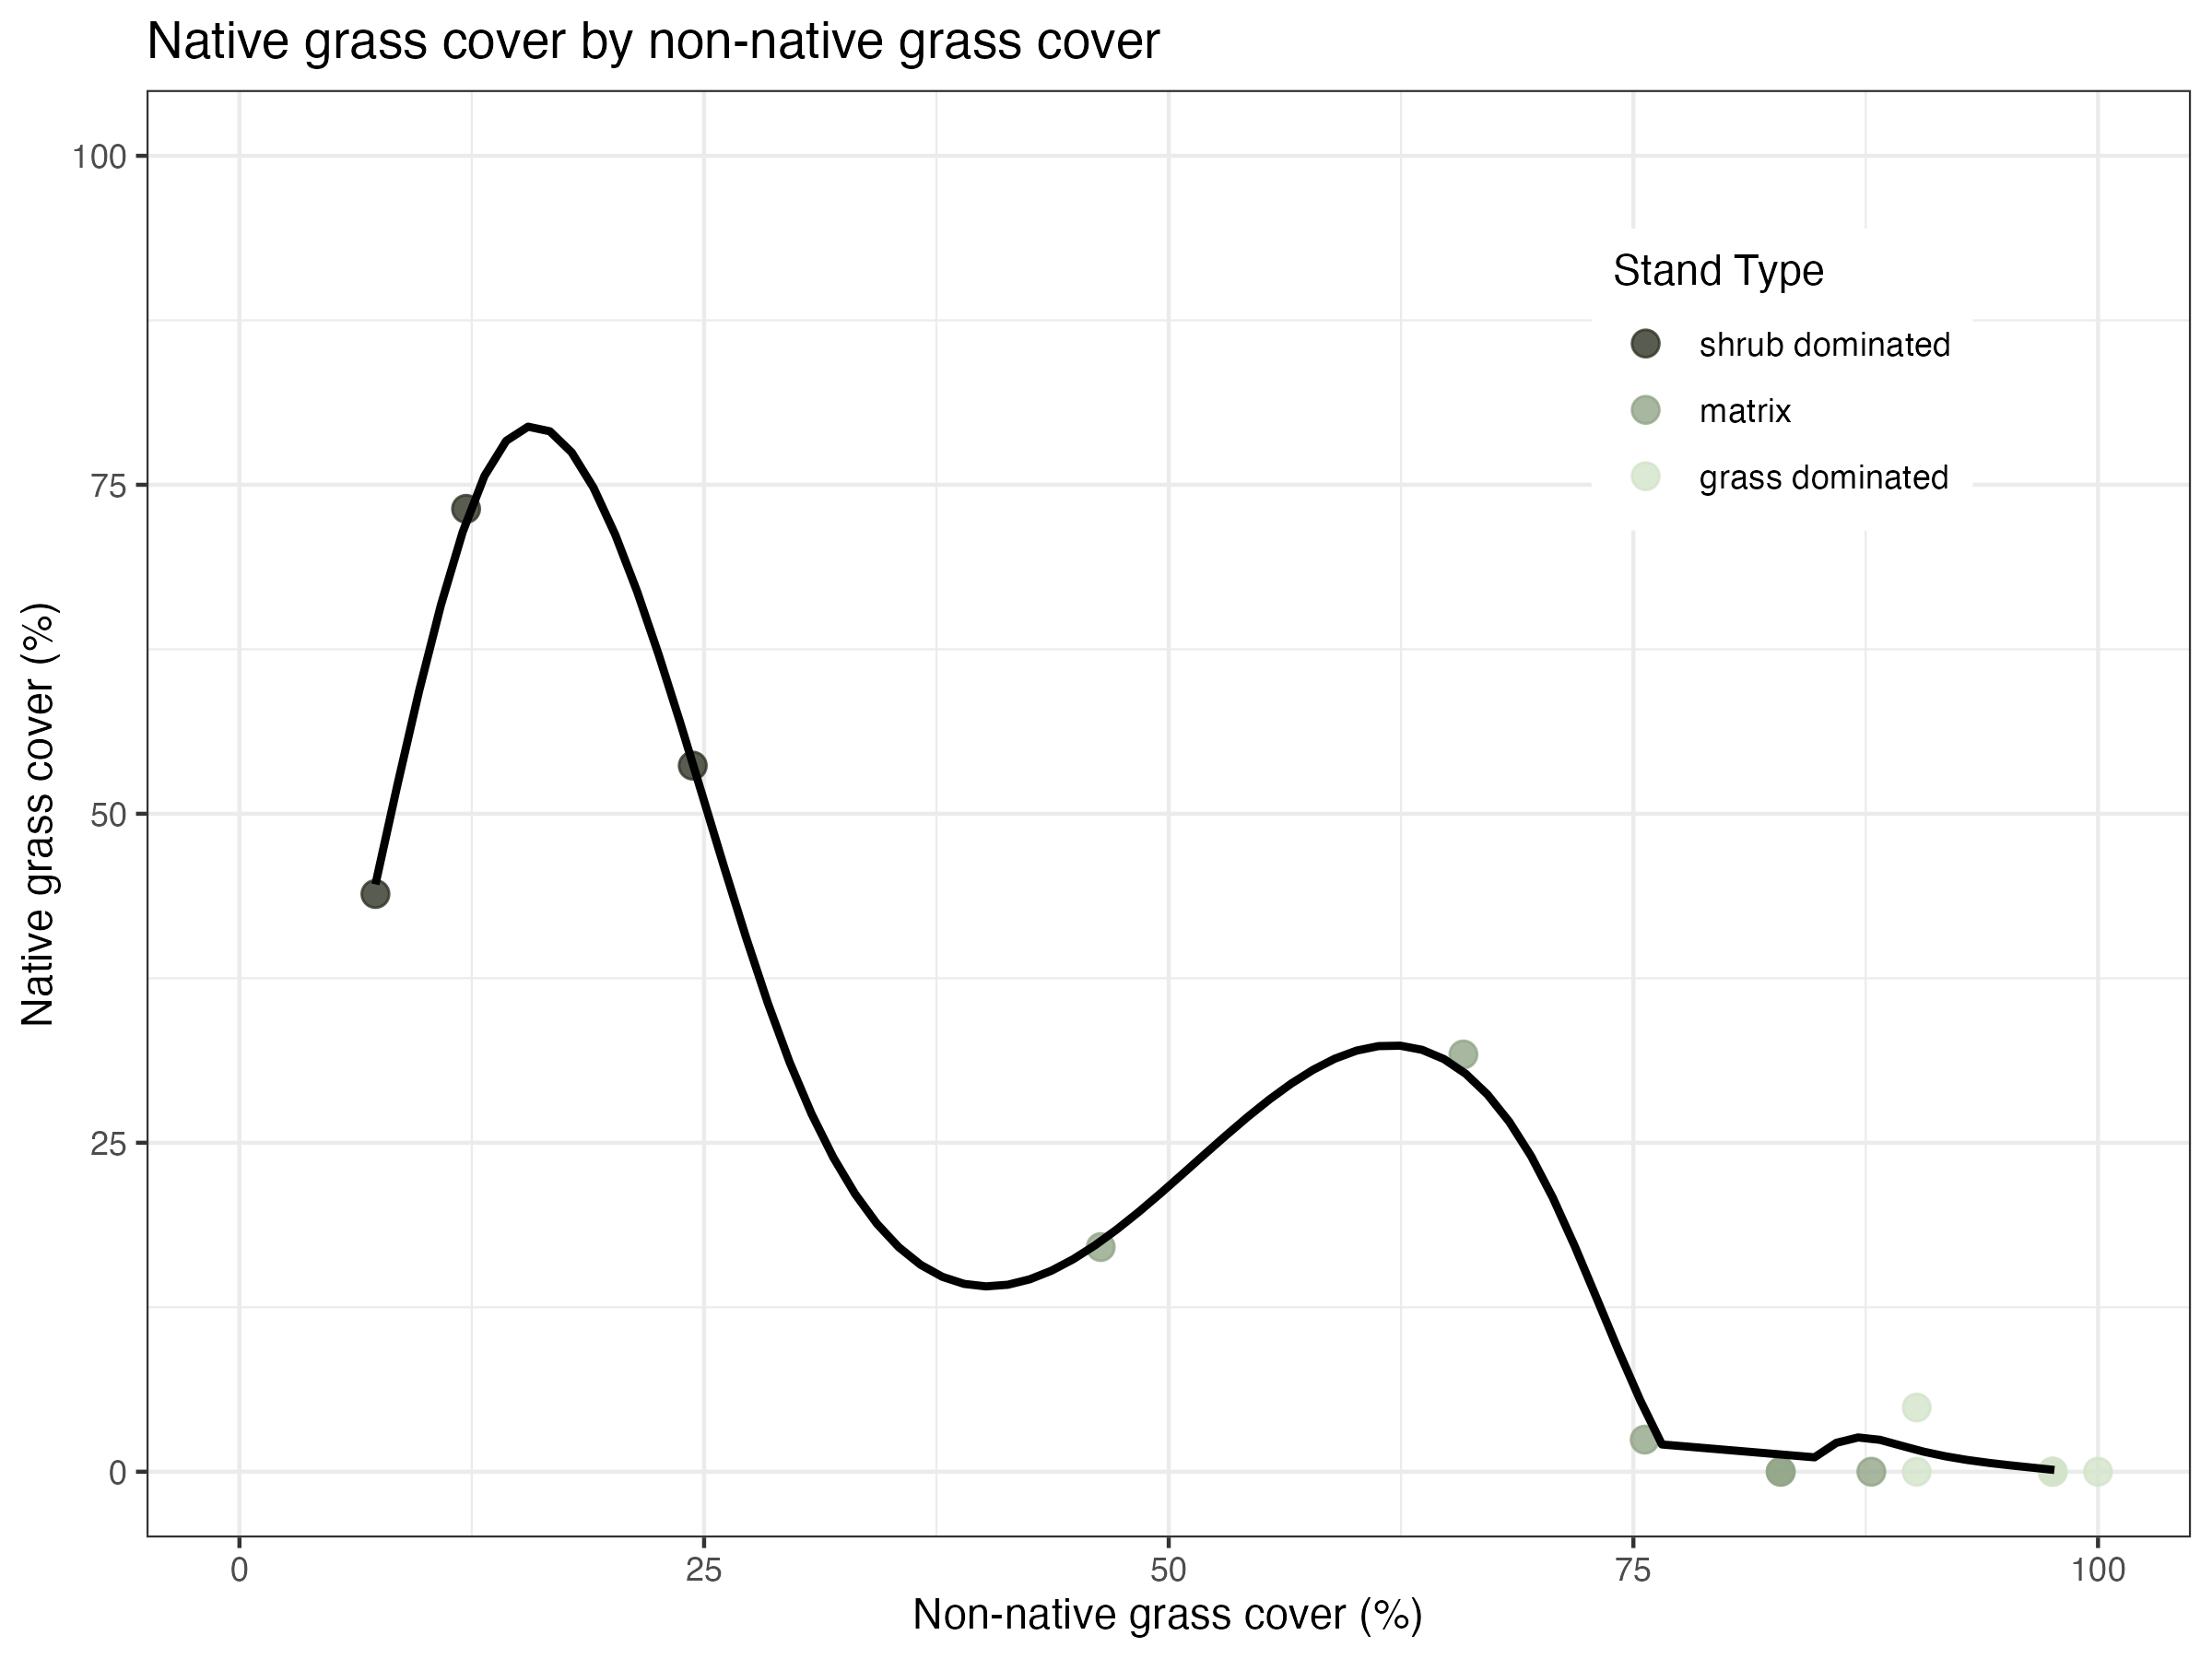 Native grass cover by non-native grass cover
Native grass cover (%)
100
75
50
25
0
Stand Type
shrub dominated
matrix
grass dominated
0 25 50 75 100
Non-native grass cover (%)